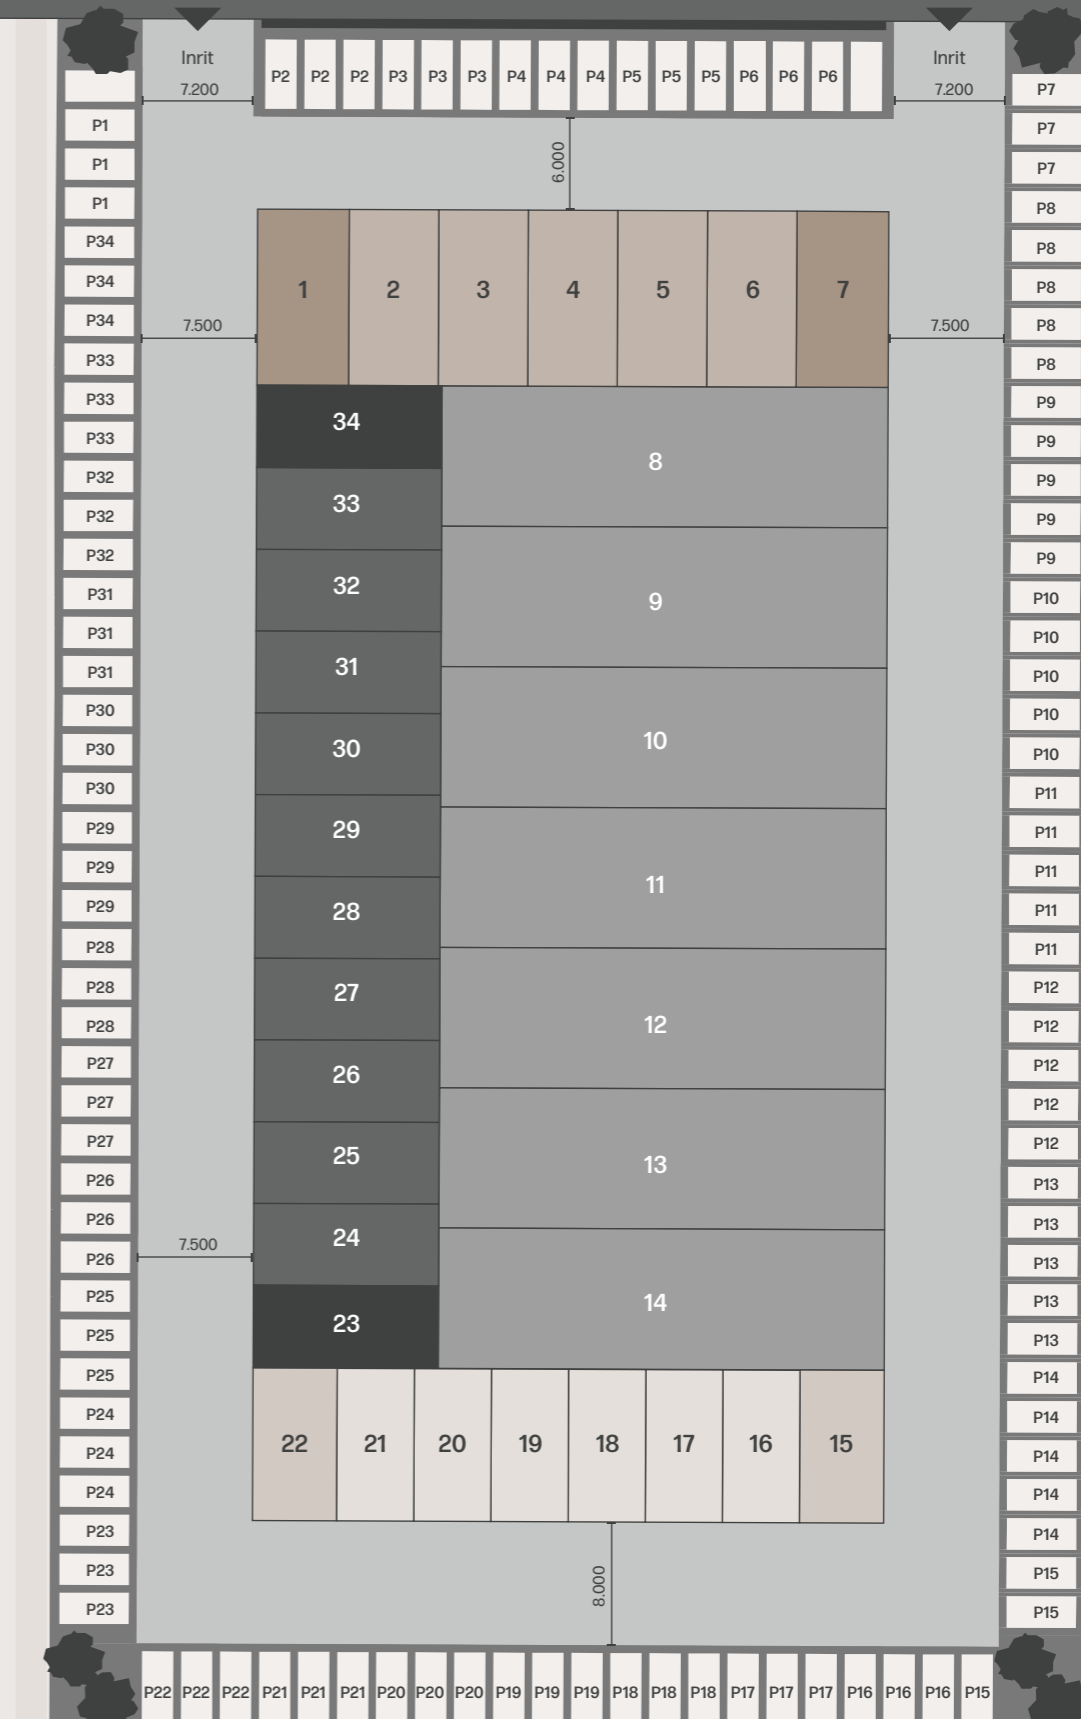 Inrit
7.200
P2 P2 P2 P3 P3 P3 P4 P4 P4 P5 P5 P5 P6 P6 P6
Inrit
7.200
6.000
P1
P1
P1
P34
P34
P34
P33
P33
P33
P32
P32
P32
P31
P31
P31
P30
P30
P30
P29
P29
P29
P28
P28
P28
P27
P27
P27
P26
P26
P26
P25
P25
P25
P24
P24
P24
P23
P23
P23
7.500
7.500
1 2 3 4 5 6 7
34
33
32
31
30
29
28
27
26
25
24
23
8
9
10
11
12
13
14
22 21 20 19 18 17 16 15
7.500
8.000
P7
P7
P7
P8
P8
P8
P8
P8
P9
P9
P9
P9
P9
P10
P10
P10
P10
P10
P11
P11
P11
P11
P11
P12
P12
P12
P12
P12
P13
P13
P13
P13
P13
P14
P14
P14
P14
P14
P15
P15
P22 P22 P22 P21 P21 P21 P20 P20 P20 P19 P19 P19 P18 P18 P18 P17 P17 P17 P16 P16 P16 P15